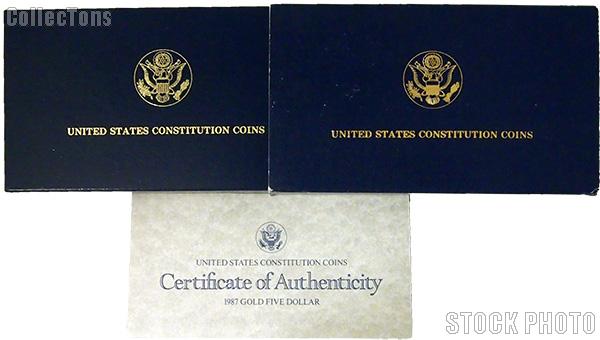 CollecTons
UNITED STATES CONSTITUTION COINS
UNITED STATES CONSTITUTION COINS
UNITED STATES CONSTITUTION COINS
Certificate of Authenticity
1987 GOLD FIVE DOLLAR
STOCK PHOTO